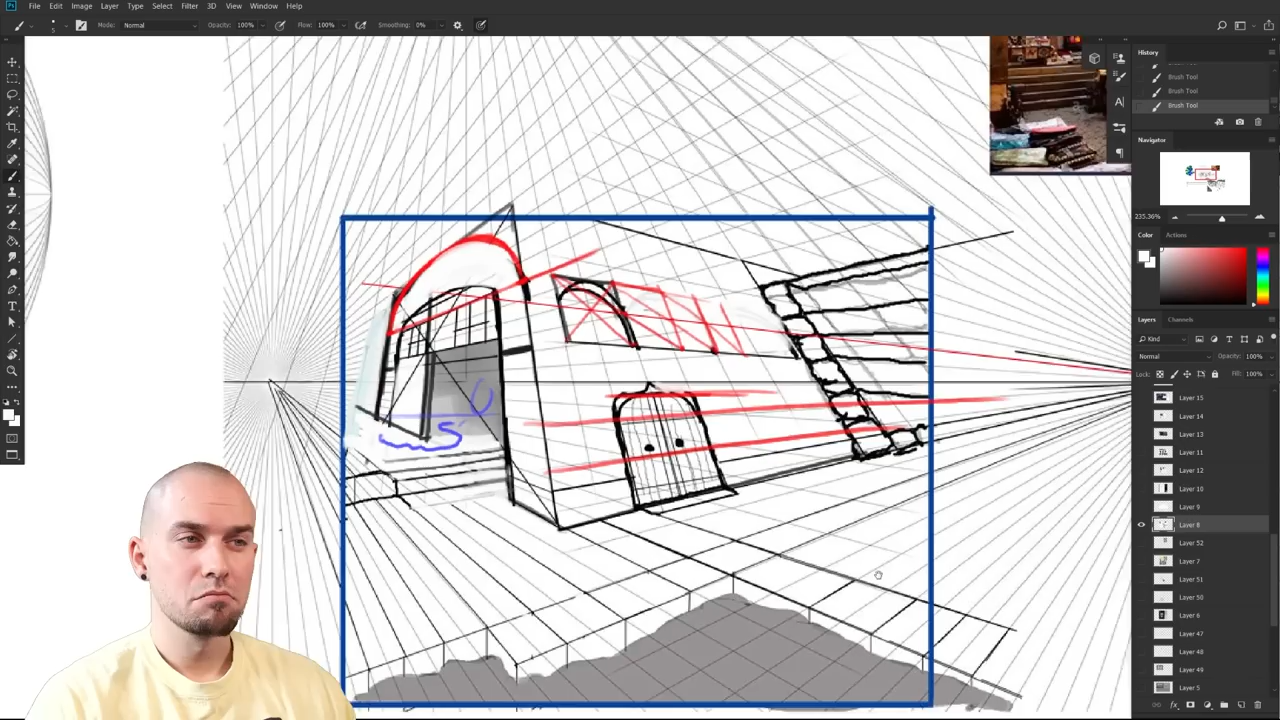 File Edit Image Layer Type Select Filter 3D View Window Help
Mode: Normal Opacity: 100% Flow: 100% Smoothing: 0%
History
Brush Tool
Brush Tool
Brush Tool
Navigator
235.36%
Color Actions
Layers Channels
Kind
Normal Opacity: 100%
Lock: Fill: 100%
Layer 15
Layer 14
Layer 13
Layer 11
Layer 12
Layer 10
Layer 9
Layer 8
Layer 52
Layer 7
Layer 51
Layer 50
Layer 6
Layer 47
Layer 48
Layer 49
Layer 5